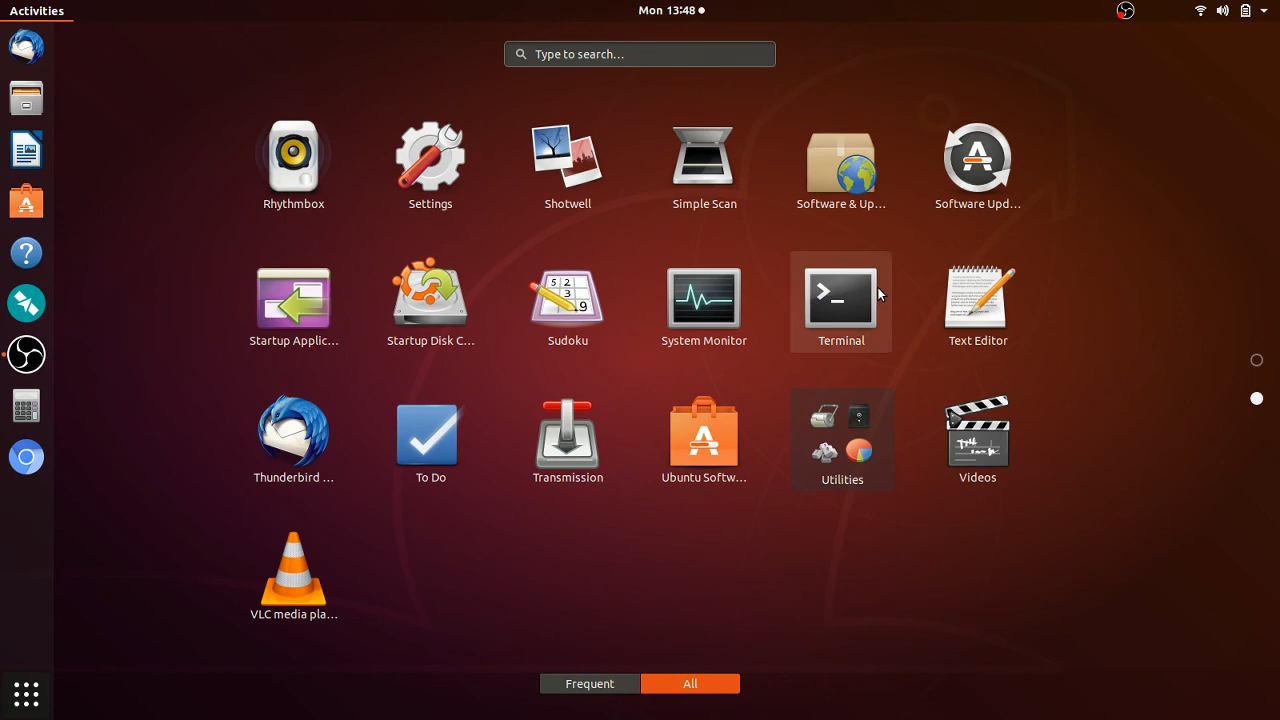 Activities
Mon 13:48
Type to search...
Rhythmbox
Settings
Shotwell
Simple Scan
Software & Up...
Software Upd...
Startup Applic...
Startup Disk C...
Sudoku
System Monitor
Terminal
Text Editor
Thunderbird ...
To Do
Transmission
Ubuntu Softw...
Utilities
Videos
VLC media pla...
Frequent
All